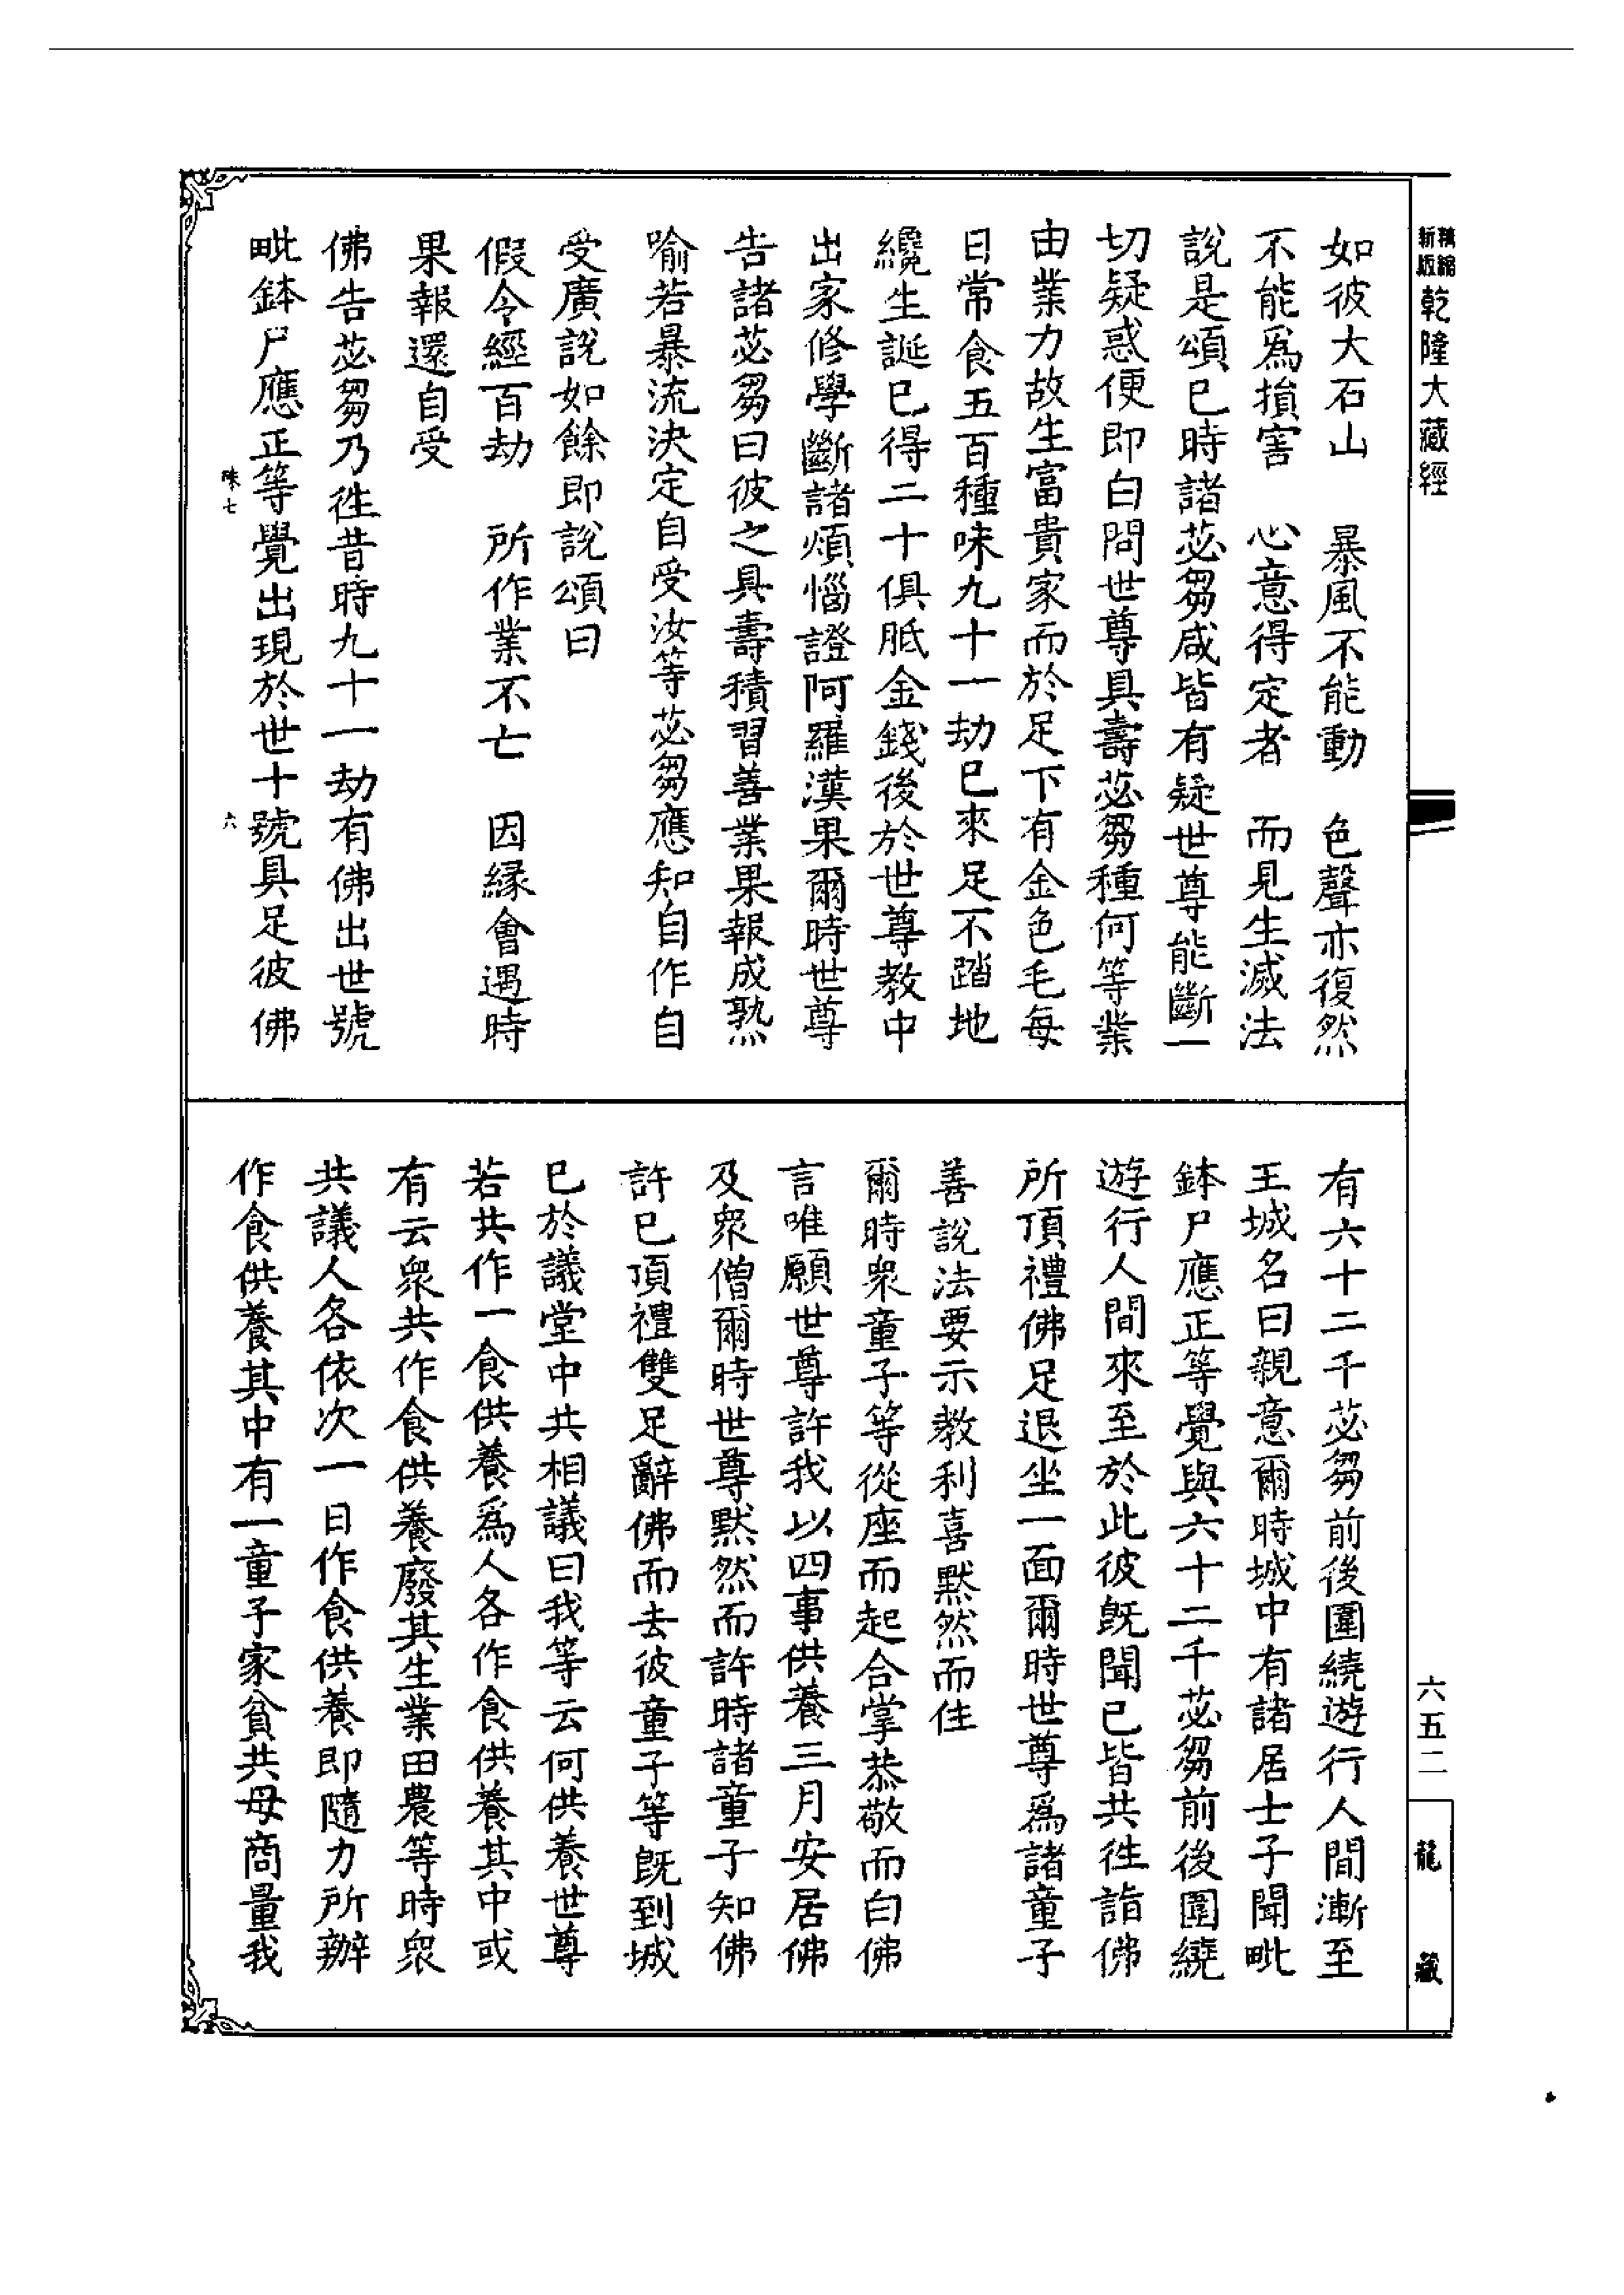 新版精縮乾隆大藏經
如彼大石山　暴風不能動　色聲亦復然
不能爲損害　心意得定者　而見生滅法
說是頌已時諸苾芻咸皆有疑世尊能斷一
切疑惑便即白問世尊具壽苾芻種何等業
由業力故生富貴家而於足下有金色毛每
日常食五百種味九十一劫已來足不踏地
纔生誕已得二十俱胝金錢後於世尊教中
出家修學斷諸煩惱證阿羅漢果爾時世尊
告諸苾芻曰彼之具壽積習善業果報成熟
喻若暴流決定自受汝等苾芻應知自作自
受廣說如餘即說頌曰
假令經百劫　所作業不亡　因緣會遇時
果報還自受
佛告苾芻乃徃昔時九十一劫有佛出世號
毗鉢尸應正等覺出現於世十號具足彼佛
味七　六
有六十二千苾芻前後圍繞遊行人間漸至
王城名曰親意爾時城中有諸居士子聞毗
鉢尸應正等覺與六十二千苾芻前後圍繞
遊行人間來至於此彼旣聞已皆共徃詣佛
所頂禮佛足退坐一面爾時世尊爲諸童子
善說法要示教利喜默然而住
爾時衆童子等從座而起合掌恭敬而白佛
言唯願世尊許我以四事供養三月安居佛
及衆僧爾時世尊默然而許時諸童子知佛
許已頂禮雙足辭佛而去彼童子等旣到城
已於議堂中共相議曰我等云何供養世尊
若共作一食供養爲人各作食供養其中或
有云衆共作食供養廢其生業田農等時衆
共議人各依次一日作食供養即隨力所辦
作食供養其中有一童子家貧共母商量我
六五二
龍藏